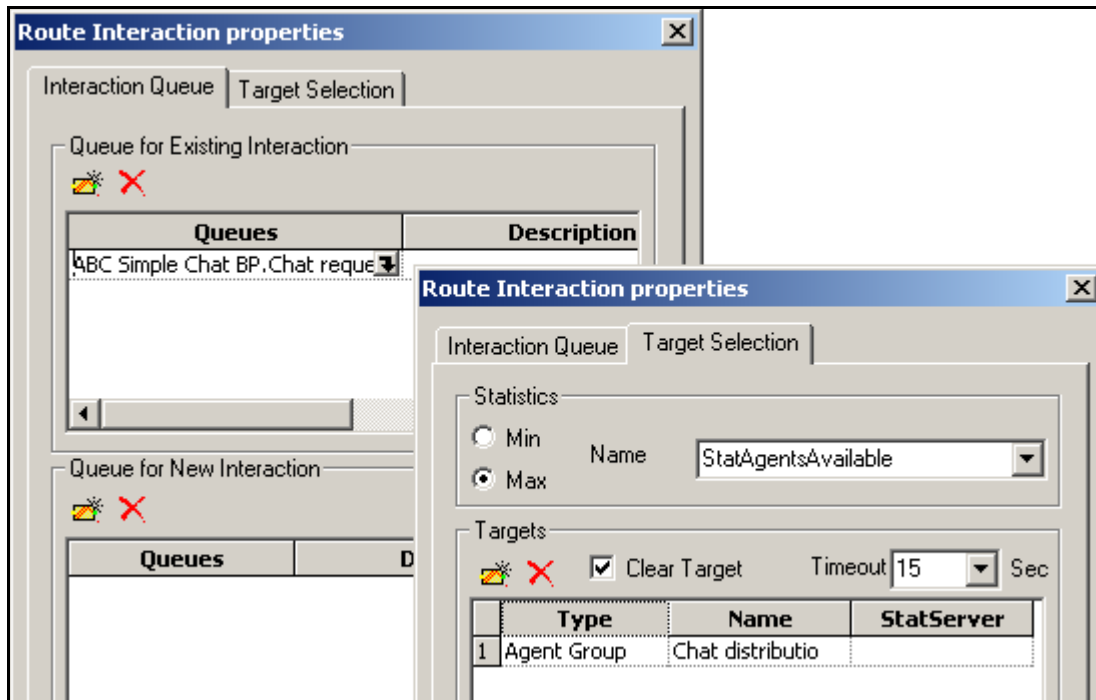 Route Interaction properties
Interaction Queue Target Selection
Queue for Existing Interaction
Queues Description
ABC Simple Chat BP.Chat reque
Queue for New Interaction
Queues D
Route Interaction properties
Interaction Queue Target Selection
Statistics
Min
Max
Name StatAgentsAvailable
Targets
Clear Target Timeout 15 Sec
Type Name StatServer
1 Agent Group Chat distributio